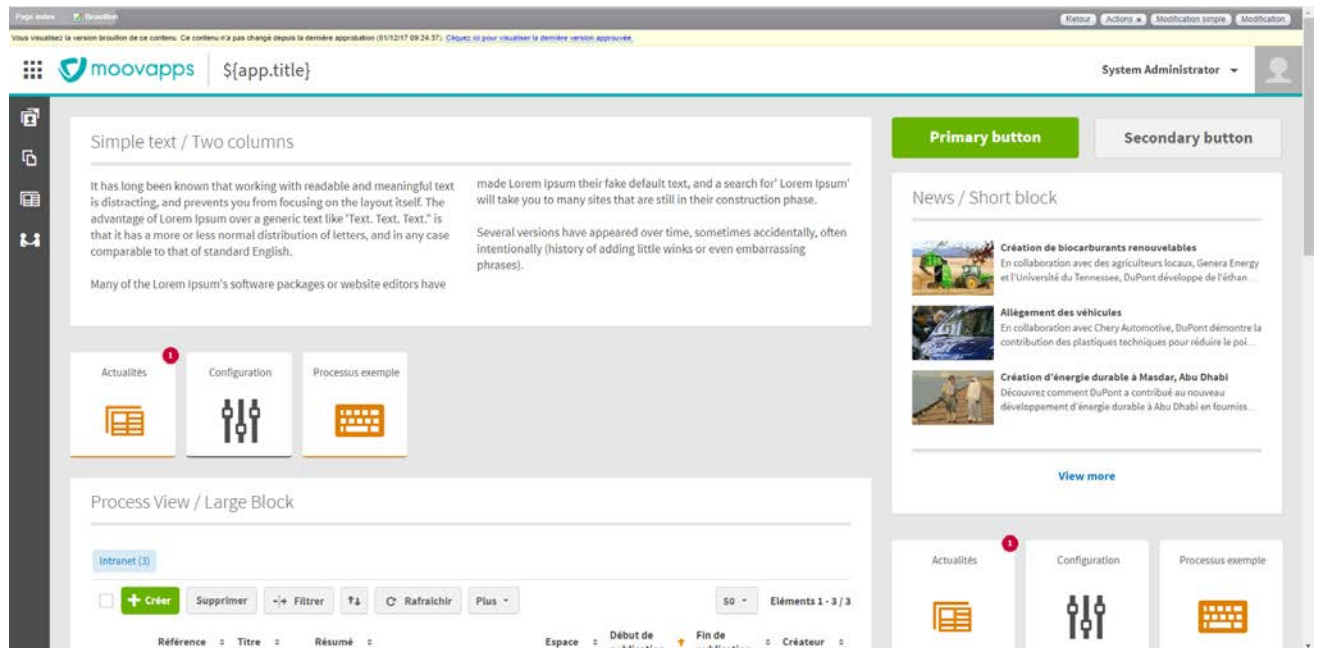 Page index Brouillon Retour Actions Modification simple Modification
Vous visualisez la version brouillon de ce contenu. Ce contenu n'a pas changé depuis la dernière approbation (01/12/17 09:24:37). Cliquez ici pour visualiser la dernière version approuvée.
moovapps ${app.title} System Administrator
Simple text / Two columns
It has long been known that working with readable and meaningful text
is distracting, and prevents you from focusing on the layout itself. The
advantage of Lorem Ipsum over a generic text like 'Text. Text. Text." is
that it has a more or less normal distribution of letters, and in any case
comparable to that of standard English.
Many of the Lorem Ipsum's software packages or website editors have
made Lorem Ipsum their fake default text, and a search for' Lorem Ipsum'
will take you to many sites that are still in their construction phase.
Several versions have appeared over time, sometimes accidentally, often
intentionally (history of adding little winks or even embarrassing
phrases).
Primary button Secondary button
News / Short block
Création de biocarburants renouvelables
En collaboration avec des agriculteurs locaux, Genera Energy
et l'Université du Tennessee, DuPont développe de l'éthan...
Allègement des véhicules
En collaboration avec Chery Automotive, DuPont démontre la
contribution des plastiques techniques pour réduire le poi...
Création d'énergie durable à Masdar, Abu Dhabi
Découvrez comment DuPont a contribué au nouveau
développement d'énergie durable à Abu Dhabi en fourniss...
View more
1
Actualités Configuration Processus exemple
Process View / Large Block
Intranet (3)
Créer Supprimer Filtrer Rafraichir Plus 50 Eléments 1 - 3 / 3
Référence Titre Résumé Espace Début de publication Fin de publication Créateur
1
Actualités Configuration Processus exemple